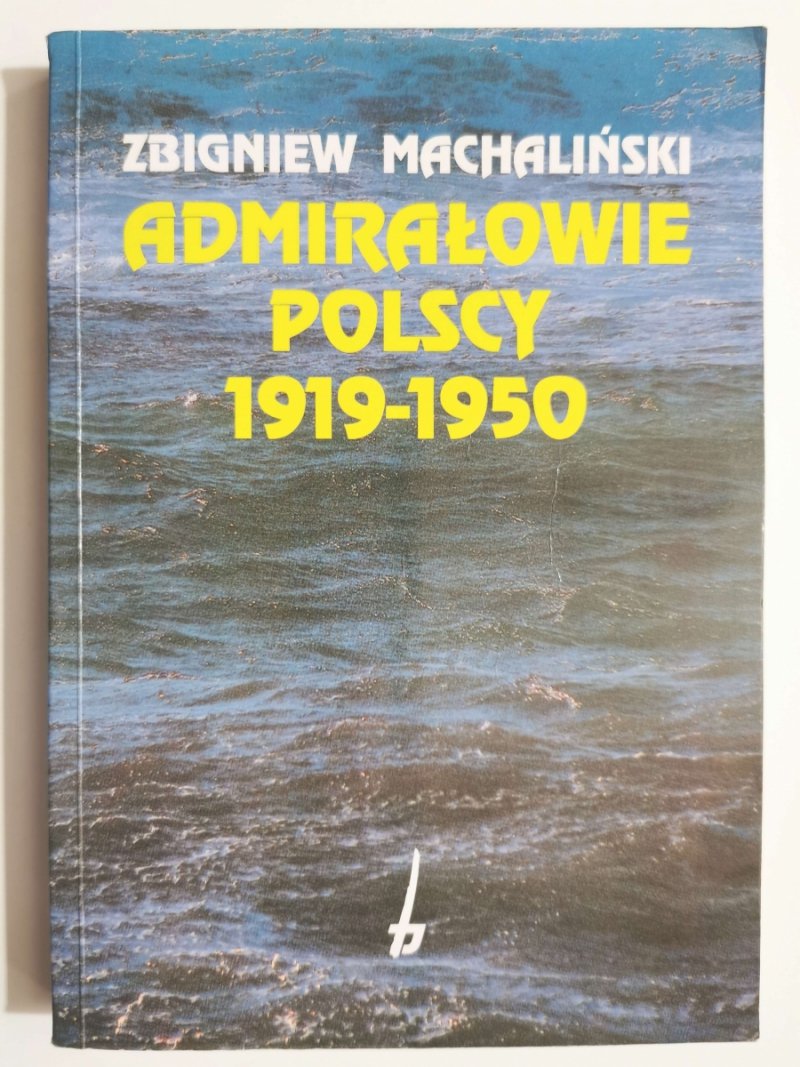 ZBIGNIEW MACHALIŃSKI
ADMIRAŁOWIE
POLSCY
1919-1950